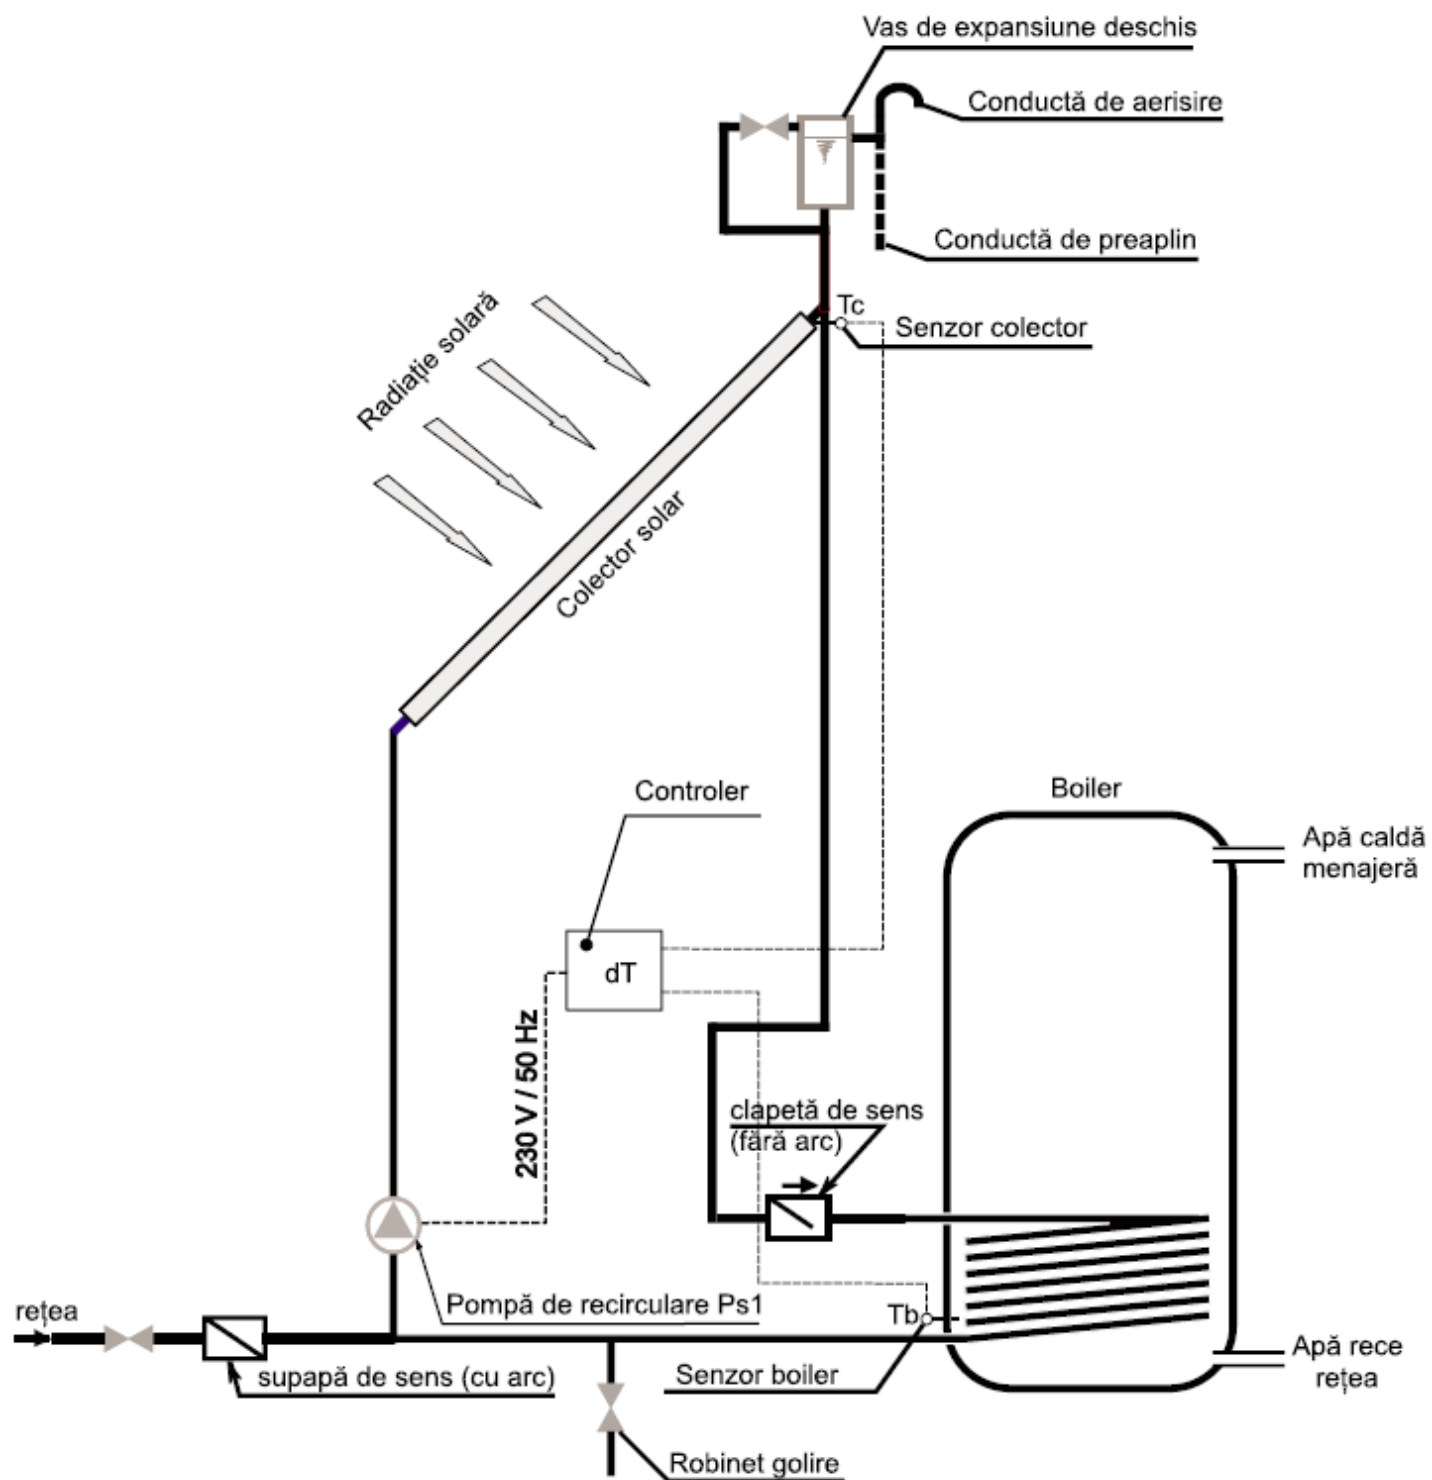 Vas de expansiune deschis
Conductă de aerisire
Conductă de preaplin
Tc
Senzor colector
Radiație solară
Colector solar
Controler
Boiler
Apă caldă
menajeră
dT
230 V / 50 Hz
clapetă de sens
(fără arc)
rețea
Pompă de recirculare Ps1
Tb
supapă de sens (cu arc)
Senzor boiler
Apă rece
rețea
Robinet golire